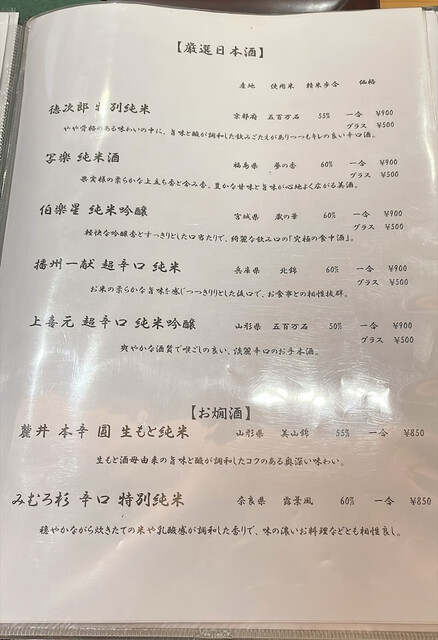 【厳選日本酒】
産地 使用米 精米歩合 価格
徳次郎 特別純米 京都府 五百万石 55% 一合 ¥900
グラス ¥500
やや骨格のある味わいの中に、旨味と酸が調和した飲みごたえがありつつもキレの良い辛口酒。
写楽 純米酒 福島県 夢の香 60% 一合 ¥900
グラス ¥500
果実様の柔らかな上立ち香と含み香。豊かな甘味と旨味が心地よく広がる美酒。
伯楽星 純米吟醸 宮城県 蔵の華 60% 一合 ¥900
グラス ¥500
軽快な吟醸香とすっきりとした口当たりで、綺麗な飲み口の「究極の食中酒」。
播州一献 超辛口 純米 兵庫県 北錦 60% 一合 ¥900
グラス ¥500
お米の柔らかな旨味を感じつつきりりとした後口で、お食事との相性抜群。
上喜元 超辛口 純米吟醸 山形県 五百万石 50% 一合 ¥900
グラス ¥500
爽やかな酒質で喉ごしの良い、淡麗辛口のお手本酒。
【お燗酒】
麓井 本辛 圓 生もと純米 山形県 美山錦 55% 一合 ¥850
生もと酒母由来の旨味と酸が調和したコクのある奥深い味わい。
みむろ杉 辛口 特別純米 奈良県 露葉風 60% 一合 ¥850
穏やかながら炊きたての米や乳酸感が調和した香りで、味の濃いお料理などとも相性良し。